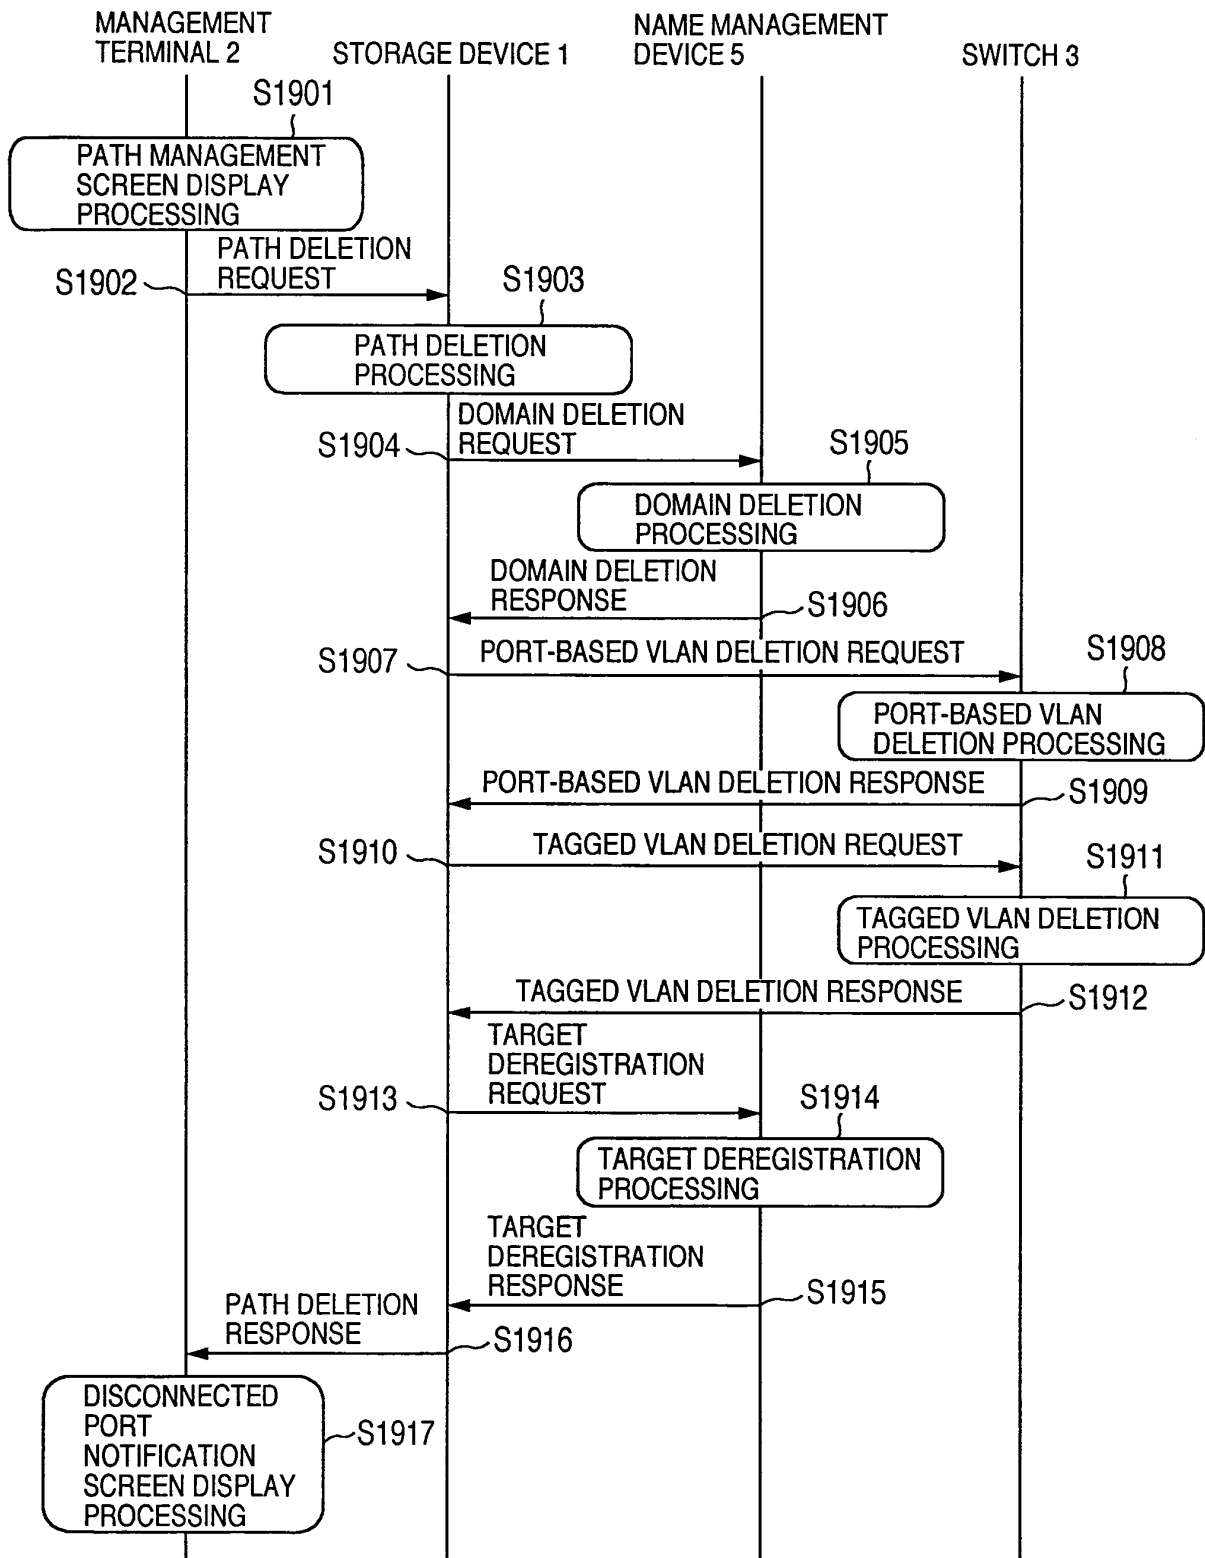 MANAGEMENT
TERMINAL 2
STORAGE DEVICE 1
NAME MANAGEMENT
DEVICE 5
SWITCH 3
S1901
PATH MANAGEMENT
SCREEN DISPLAY
PROCESSING
PATH DELETION
REQUEST
S1902
S1903
PATH DELETION
PROCESSING
DOMAIN DELETION
REQUEST
S1904
S1905
DOMAIN DELETION
PROCESSING
DOMAIN DELETION
RESPONSE
S1906
PORT-BASED VLAN DELETION REQUEST
S1907
S1908
PORT-BASED VLAN
DELETION PROCESSING
PORT-BASED VLAN DELETION RESPONSE
S1909
TAGGED VLAN DELETION REQUEST
S1910
S1911
TAGGED VLAN DELETION
PROCESSING
TAGGED VLAN DELETION RESPONSE
S1912
TARGET
DEREGISTRATION
REQUEST
S1913
S1914
TARGET DEREGISTRATION
PROCESSING
TARGET
DEREGISTRATION
RESPONSE
S1915
PATH DELETION
RESPONSE
S1916
DISCONNECTED
PORT
NOTIFICATION
SCREEN DISPLAY
PROCESSING
S1917